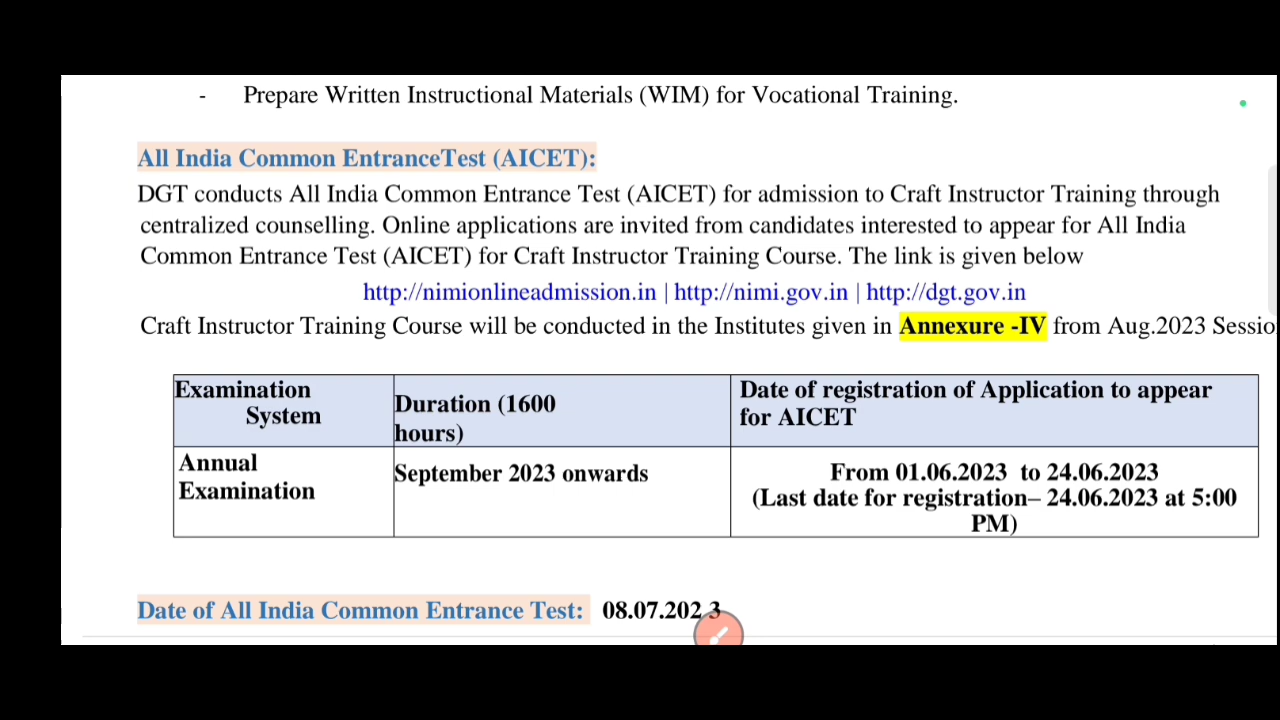 - Prepare Written Instructional Materials (WIM) for Vocational Training.
All India Common EntranceTest (AICET):
DGT conducts All India Common Entrance Test (AICET) for admission to Craft Instructor Training through
centralized counselling. Online applications are invited from candidates interested to appear for All India
Common Entrance Test (AICET) for Craft Instructor Training Course. The link is given below
http://nimionlineadmission.in | http://nimi.gov.in | http://dgt.gov.in
Craft Instructor Training Course will be conducted in the Institutes given in Annexure -IV from Aug.2023 Sessio
Examination
System
Duration (1600
hours)
Date of registration of Application to appear
for AICET
Annual
Examination
September 2023 onwards
From 01.06.2023 to 24.06.2023
(Last date for registration– 24.06.2023 at 5:00
PM)
Date of All India Common Entrance Test: 08.07.202 3